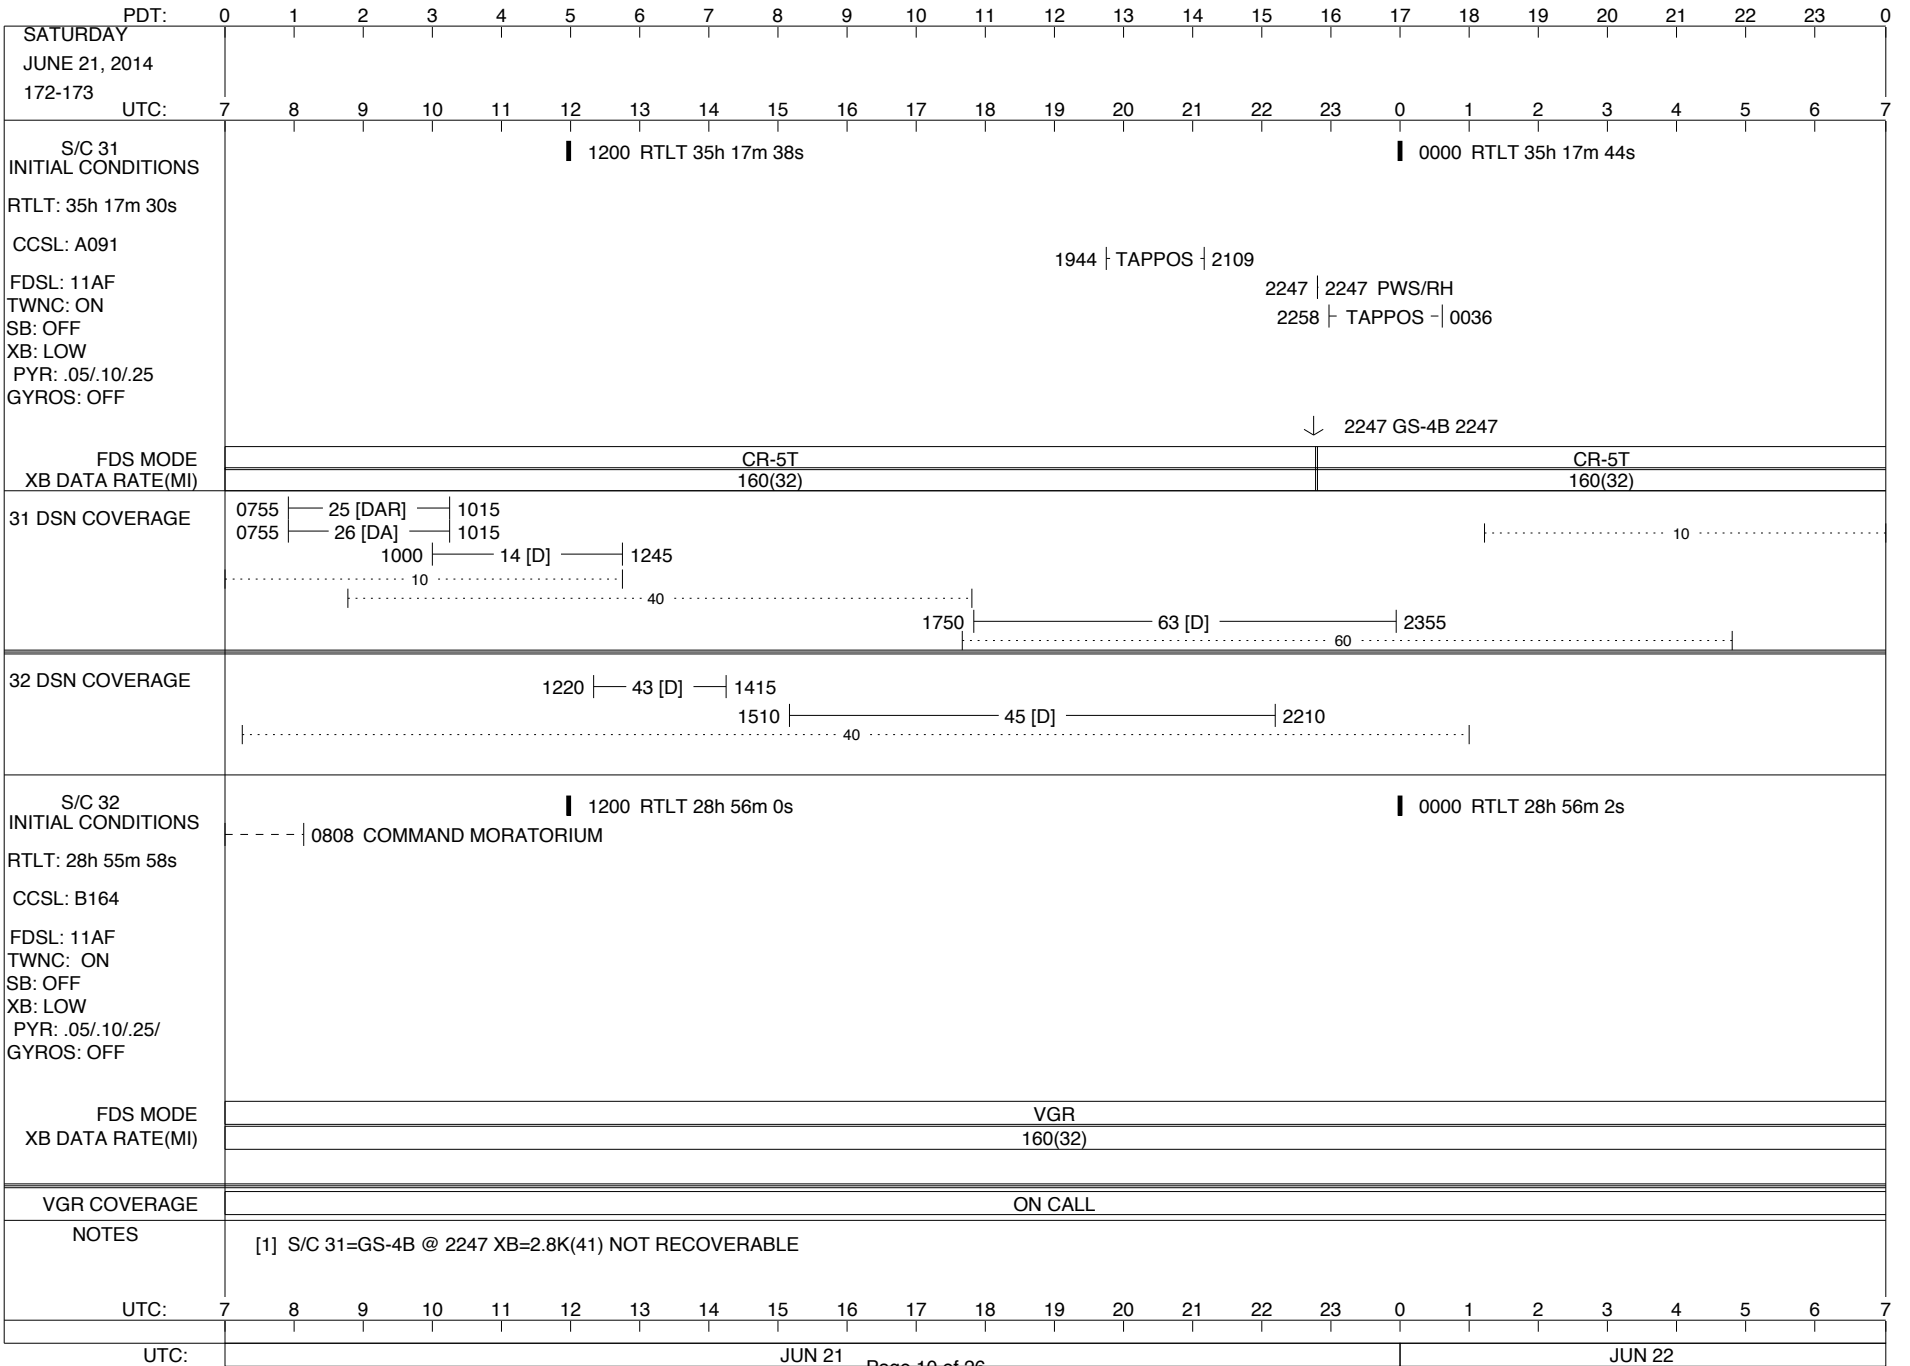 PDT: 0 1 2 3 4 5 6 7 8 9 10 11 12 13 14 15 16 17 18 19 20 21 22 23 0
SATURDAY
JUNE 21, 2014
172-173
UTC: 7 8 9 10 11 12 13 14 15 16 17 18 19 20 21 22 23 0 1 2 3 4 5 6 7
S/C 31
INITIAL CONDITIONS
1200 RTLT 35h 17m 38s 0000 RTLT 35h 17m 44s
RTLT: 35h 17m 30s
CCSL: A091
1944 TAPPOS 2109
FDSL: 11AF
2247 2247 PWS/RH
TWNC: ON
2258 TAPPOS 0036
SB: OFF
XB: LOW
PYR: .05/.10/.25
GYROS: OFF
2247 GS-4B 2247
FDS MODE CR-5T CR-5T
XB DATA RATE(MI) 160(32) 160(32)
31 DSN COVERAGE
0755 25 [DAR] 1015
0755 26 [DA] 1015 10
1000 14 [D] 1245
10
40
1750 63 [D] 2355
60
32 DSN COVERAGE
1220 43 [D] 1415
1510 45 [D] 2210
40
S/C 32
INITIAL CONDITIONS
1200 RTLT 28h 56m 0s 0000 RTLT 28h 56m 2s
0808 COMMAND MORATORIUM
RTLT: 28h 55m 58s
CCSL: B164
FDSL: 11AF
TWNC: ON
SB: OFF
XB: LOW
PYR: .05/.10/.25/
GYROS: OFF
FDS MODE VGR
XB DATA RATE(MI) 160(32)
VGR COVERAGE ON CALL
NOTES
[1] S/C 31=GS-4B @ 2247 XB=2.8K(41) NOT RECOVERABLE
UTC: 7 8 9 10 11 12 13 14 15 16 17 18 19 20 21 22 23 0 1 2 3 4 5 6 7
UTC: JUN 21 JUN 22
Page 10 of 26